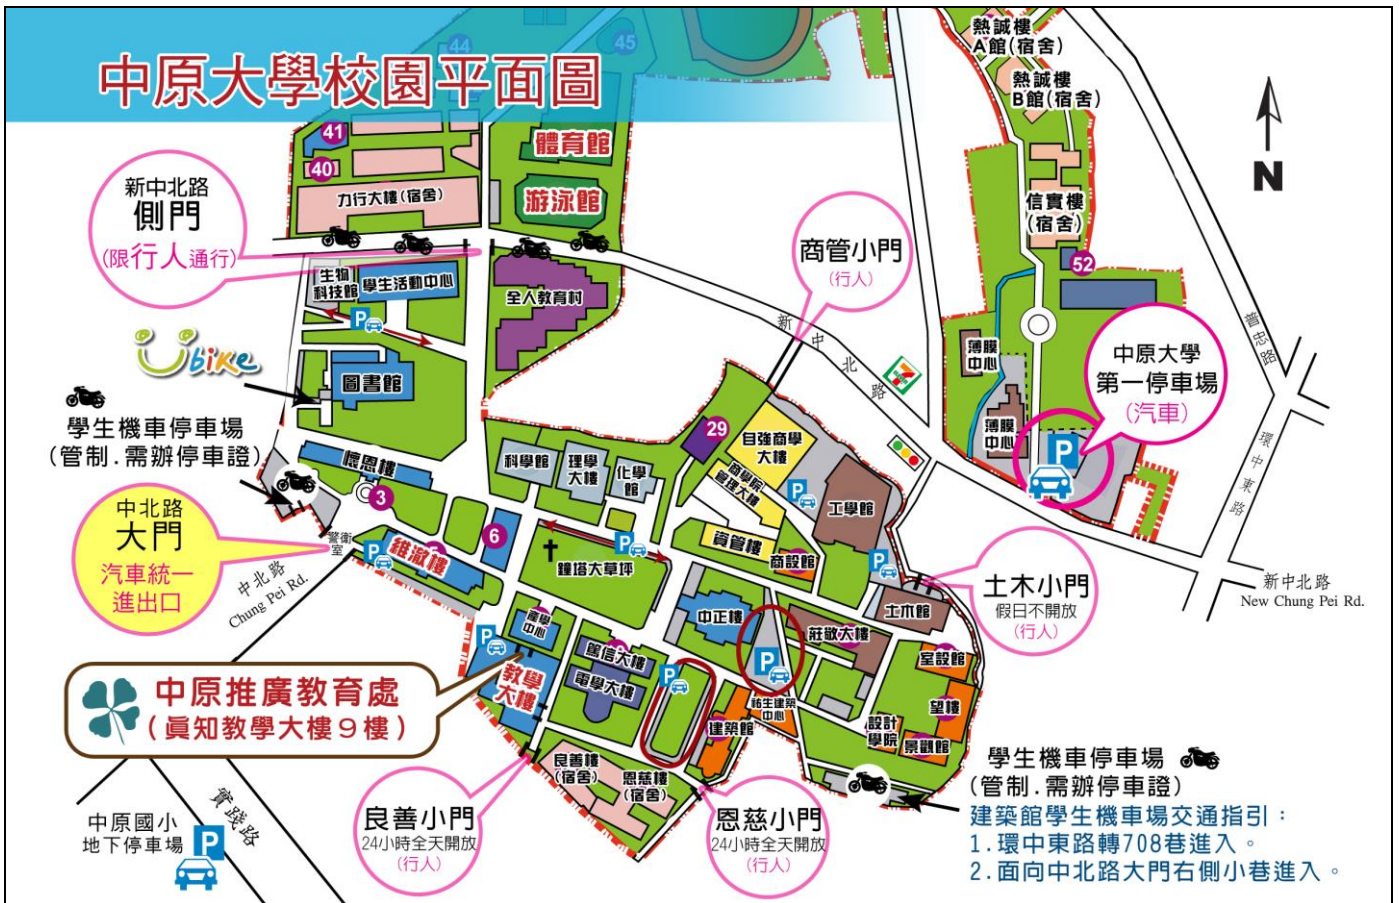 中原大學校園平面圖
44
45
41
40
體育館
游泳館
力行大樓(宿舍)
熱誠樓
A館(宿舍)
熱誠樓
B館(宿舍)
信實樓
(宿舍)
52
N
新中北路
側門
(限行人通行)
商管小門
(行人)
生物
科技館
學生活動中心
全人教育村
P
Ubike
圖書館
新中北路
7
薄膜
中心
薄膜
中心
中原大學
第一停車場
(汽車)
P
普忠路
環中東路
學生機車停車場
(管制.需辦停車證)
懷恩樓
3
科學館
理學
大樓
化學
館
29
自強商學
大樓
商學院
管理大樓
P
工學館
中北路
大門
汽車統一
進出口
警衛室
P
維澈樓
6
鐘塔大草坪
P
資管樓
商設館
P
中北路
Chung Pei Rd.
新中北路
New Chung Pei Rd.
土木小門
假日不開放
(行人)
產學
中心
中正樓
莊敬大樓
土木館
P
教學
大樓
篤信大樓
電學大樓
P
P
室設館
望樓
祐生建築
中心
建築館
設計
學院
景觀館
中原推廣教育處
(真知教學大樓9樓)
良善樓
(宿舍)
恩慈樓
(宿舍)
良善小門
24小時全天開放
(行人)
恩慈小門
24小時全天開放
(行人)
實踐路
中原國小
地下停車場
P
學生機車停車場
(管制.需辦停車證)
建築館學生機車場交通指引：
1.環中東路轉708巷進入。
2.面向中北路大門右側小巷進入。